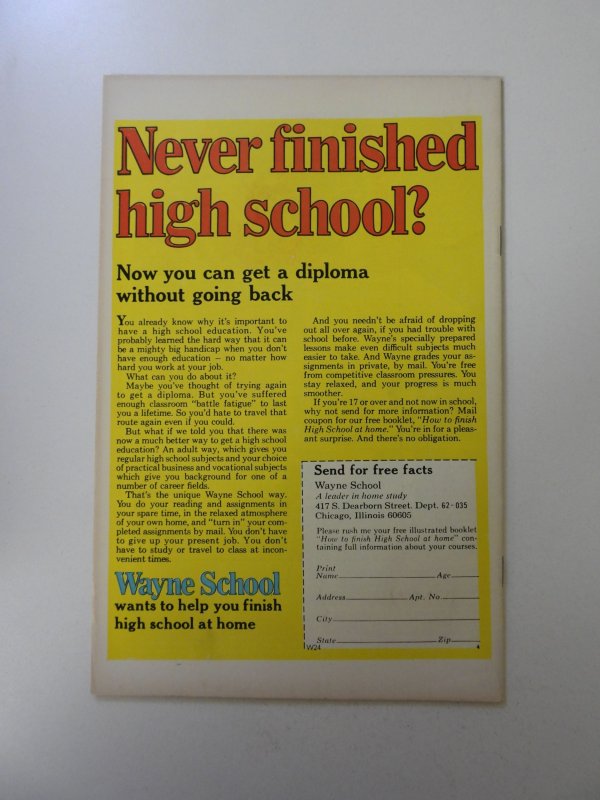 Never finished
high school?
Now you can get a diploma
without going back
You already know why it's important to
have a high school education. You've
probably learned the hard way that it can
be a mighty big handicap when you don't
have enough education — no matter how
hard you work at your job.
What can you do about it?
Maybe you've thought of trying again
to get a diploma. But you've suffered
enough classroom "battle fatigue" to last
you a lifetime. So you'd hate to travel that
route again even if you could.
But what if we told you that there was
now a much better way to get a high school
education? An adult way, which gives you
regular high school subjects and your choice
of practical business and vocational subjects
which give you background for one of a
number of career fields.
That's the unique Wayne School way.
You do your reading and assignments in
your spare time, in the relaxed atmosphere
of your own home, and "turn in" your com-
pleted assignments by mail. You don't have
to give up your present job. You don't
have to study or travel to class at incon-
venient times.
Wayne School
wants to help you finish
high school at home
And you needn't be afraid of dropping
out all over again, if you had trouble with
school before. Wayne's specially prepared
lessons make even difficult subjects much
easier to take. And Wayne grades your as-
signments in private, by mail. You're free
from competitive classroom pressures. You
stay relaxed, and your progress is much
smoother.
If you're 17 or over and not now in school,
why not send for more information? Mail
coupon for our free booklet, "How to finish
High School at home." You're in for a pleas-
ant surprise. And there's no obligation.
Send for free facts
Wayne School
A leader in home study
417 S. Dearborn Street. Dept. 62-035
Chicago, Illinois 60605
Please rush me your free illustrated booklet
"How to finish High School at home" con-
taining full information about your courses.
Print
Name Age
Address Apt. No.
City
State Zip
W24 4